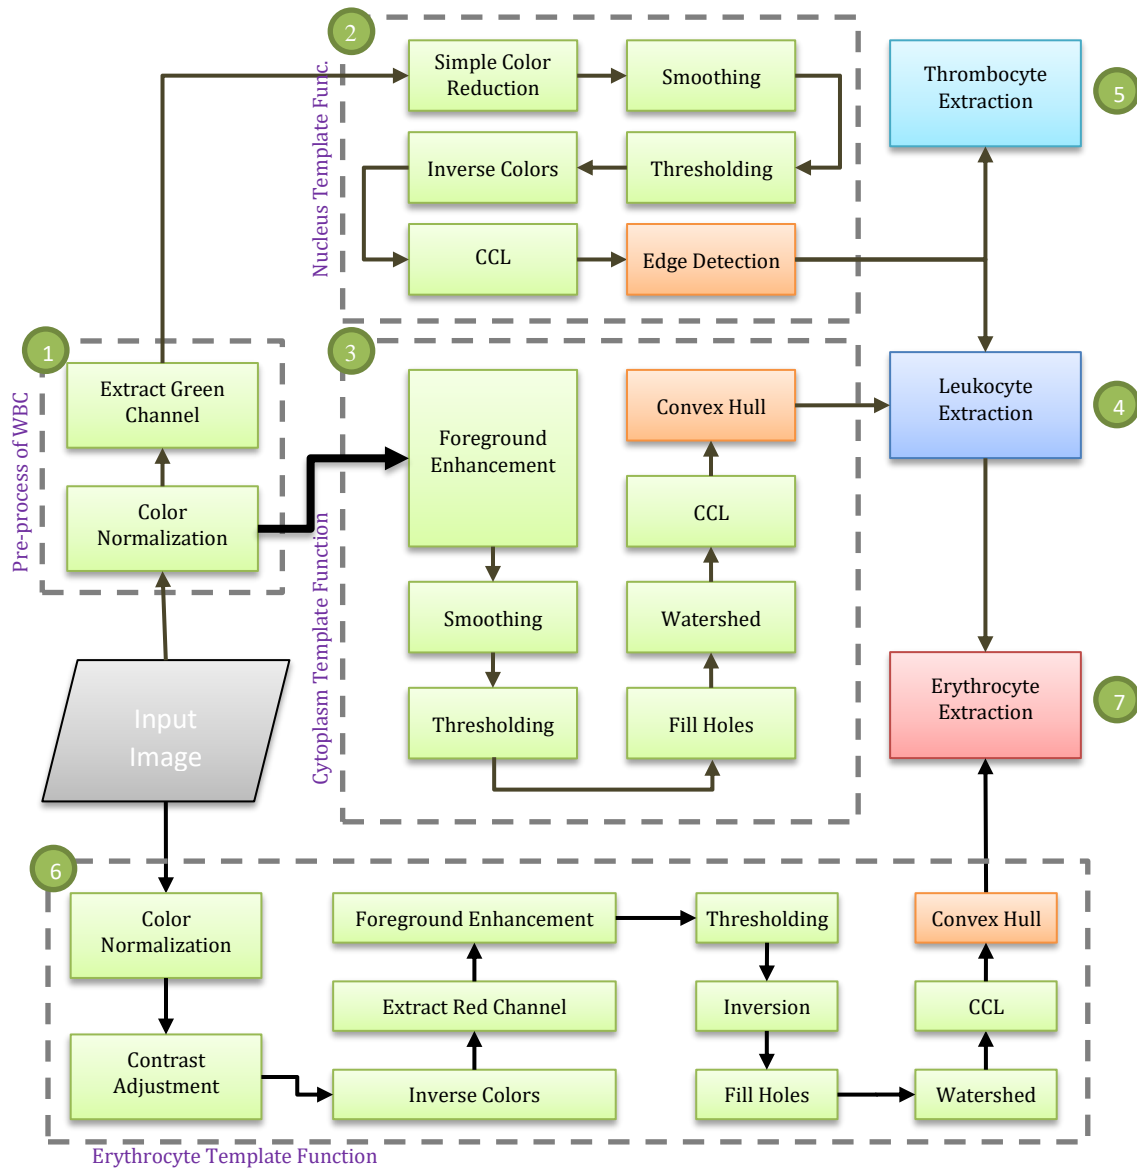 2
Nucleus Template Func.
Simple Color
Reduction
Smoothing
Inverse Colors
Thresholding
CCL
Edge Detection
Thrombocyte
Extraction
5
1
Pre-process of WBC
Extract Green
Channel
Color
Normalization
3
Cytoplasm Template Function
Foreground
Enhancement
Smoothing
Thresholding
Convex Hull
CCL
Watershed
Fill Holes
Leukocyte
Extraction
4
Erythrocyte
Extraction
7
Input
Image
6
Color
Normalization
Contrast
Adjustment
Foreground Enhancement
Extract Red Channel
Inverse Colors
Thresholding
Inversion
Fill Holes
Convex Hull
CCL
Watershed
Erythrocyte Template Function